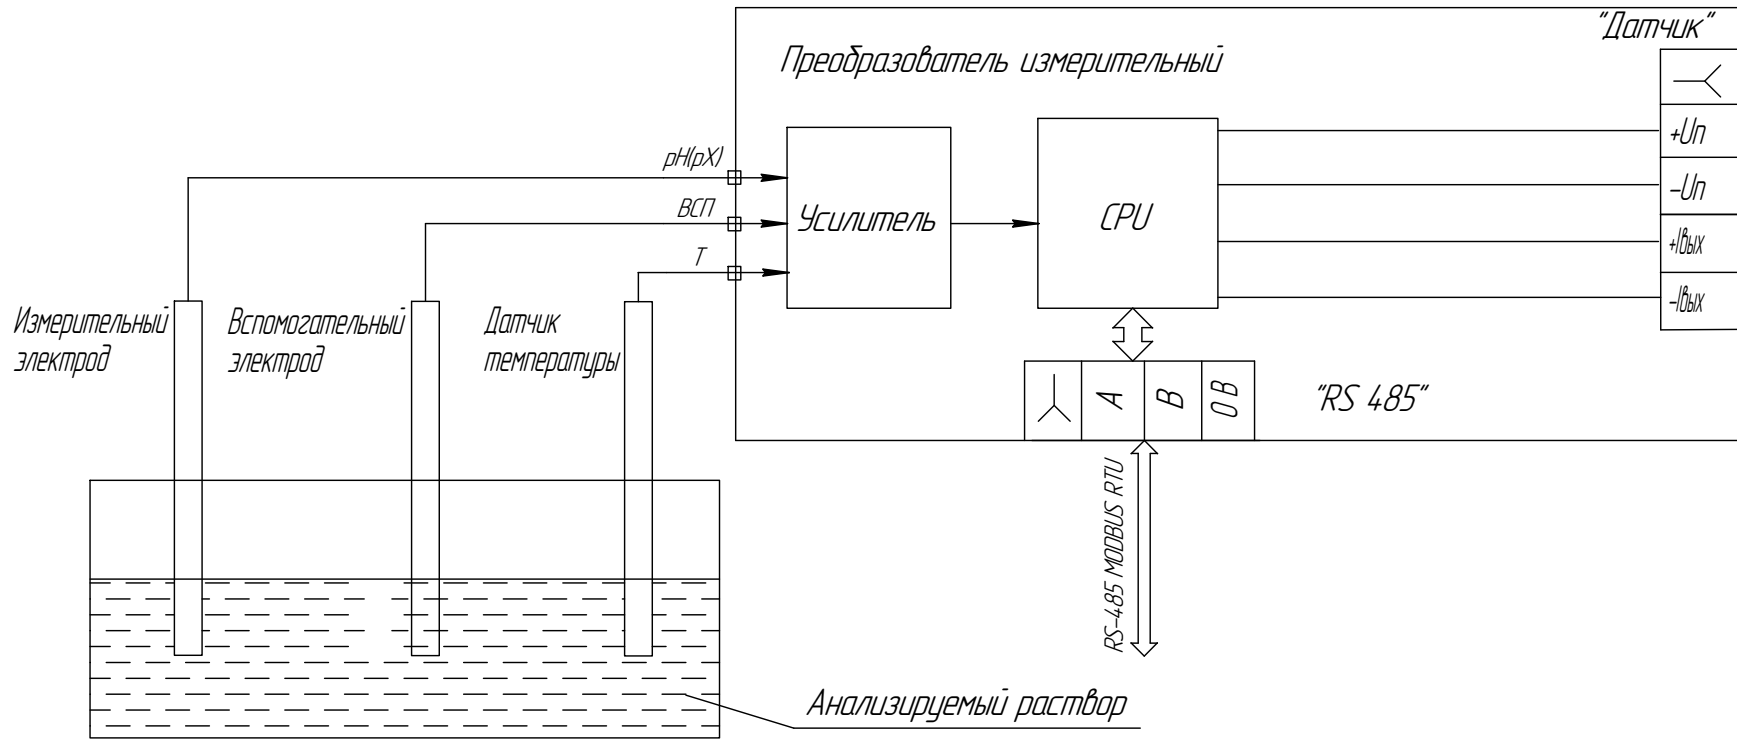 "Датчик"
Преобразователь измерительный
+Uп
-Uп
+Iвых
-Iвых
pH(pX)
ВСП
T
Усилитель
CPU
Измерительный
электрод
Вспомогательный
электрод
Датчик
температуры
A
B
0 В
"RS 485"
RS-485 MODBUS RTU
Анализируемый раствор